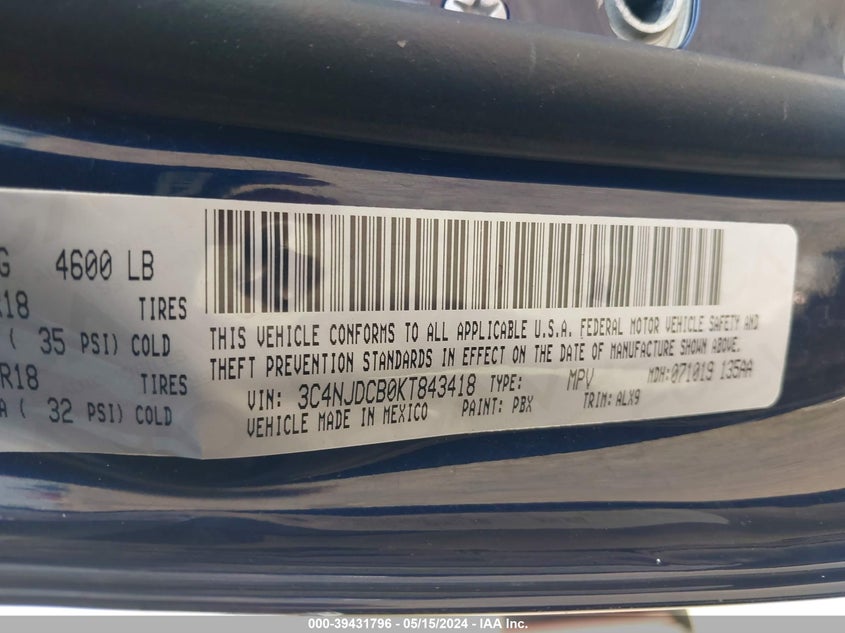 G 4600 LB
R18 TIRES
( 35 PSI) COLD
R18 TIRES
A ( 32 PSI) COLD
THIS VEHICLE CONFORMS TO ALL APPLICABLE U.S.A. FEDERAL MOTOR VEHICLE SAFETY AND
THEFT PREVENTION STANDARDS IN EFFECT ON THE DATE OF MANUFACTURE SHOWN ABOVE.
VIN: 3C4NJDCB0KT843418 TYPE: MPV MDH:071019 135AA
VEHICLE MADE IN MEXICO PAINT: PBX TRIM: ALX9
000-39431796 - 05/15/2024 - IAA Inc.